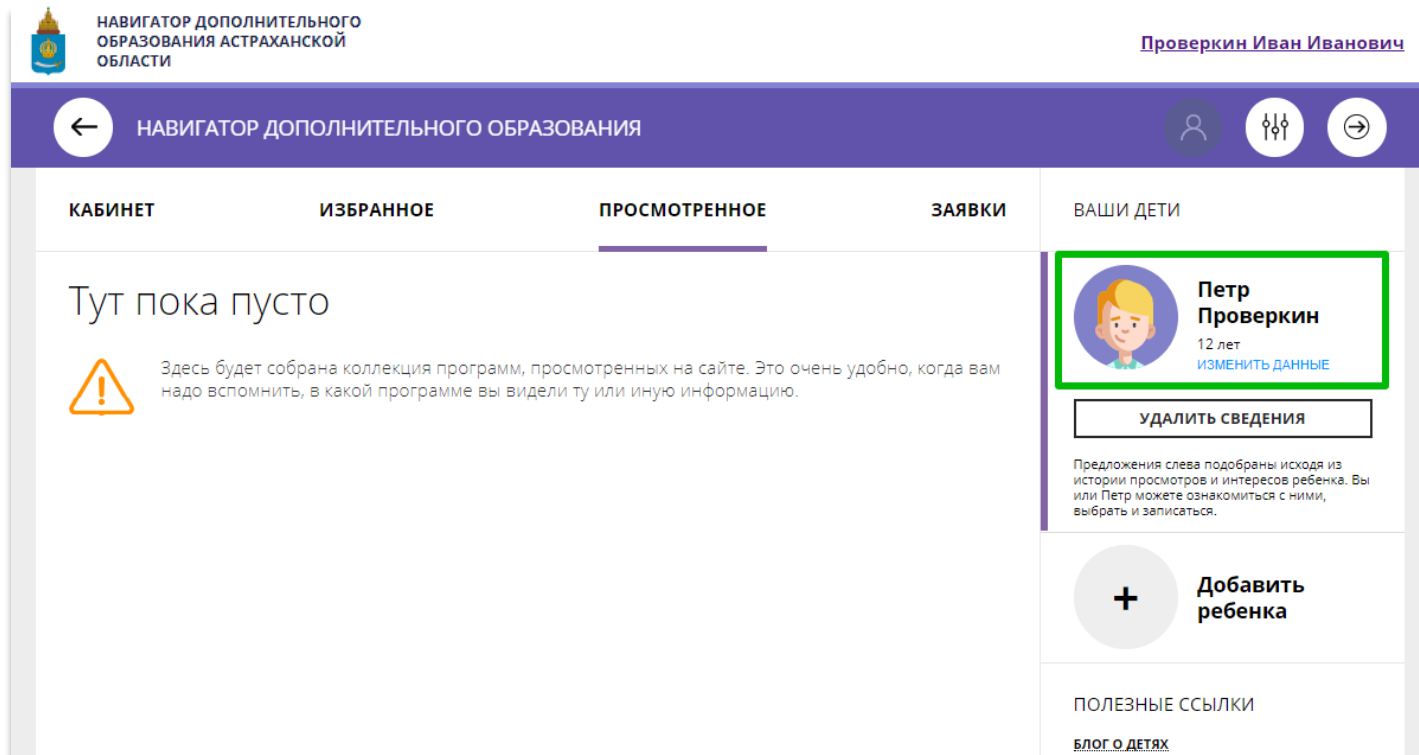 НАВИГАТОР ДОПОЛНИТЕЛЬНОГО
ОБРАЗОВАНИЯ АСТРАХАНСКОЙ
ОБЛАСТИ
Проверкин Иван Иванович
НАВИГАТОР ДОПОЛНИТЕЛЬНОГО ОБРАЗОВАНИЯ
КАБИНЕТ
ИЗБРАННОЕ
ПРОСМОТРЕННОЕ
ЗАЯВКИ
Тут пока пусто
Здесь будет собрана коллекция программ, просмотренных на сайте. Это очень удобно, когда вам
надо вспомнить, в какой программе вы видели ту или иную информацию.
ВАШИ ДЕТИ
Петр
Проверкин
12 лет
ИЗМЕНИТЬ ДАННЫЕ
УДАЛИТЬ СВЕДЕНИЯ
Предложения слева подобраны исходя из
истории просмотров и интересов ребенка. Вы
или Петр можете ознакомиться с ними,
выбрать и записаться.
+
Добавить
ребенка
ПОЛЕЗНЫЕ ССЫЛКИ
БЛОГ О ДЕТЯХ